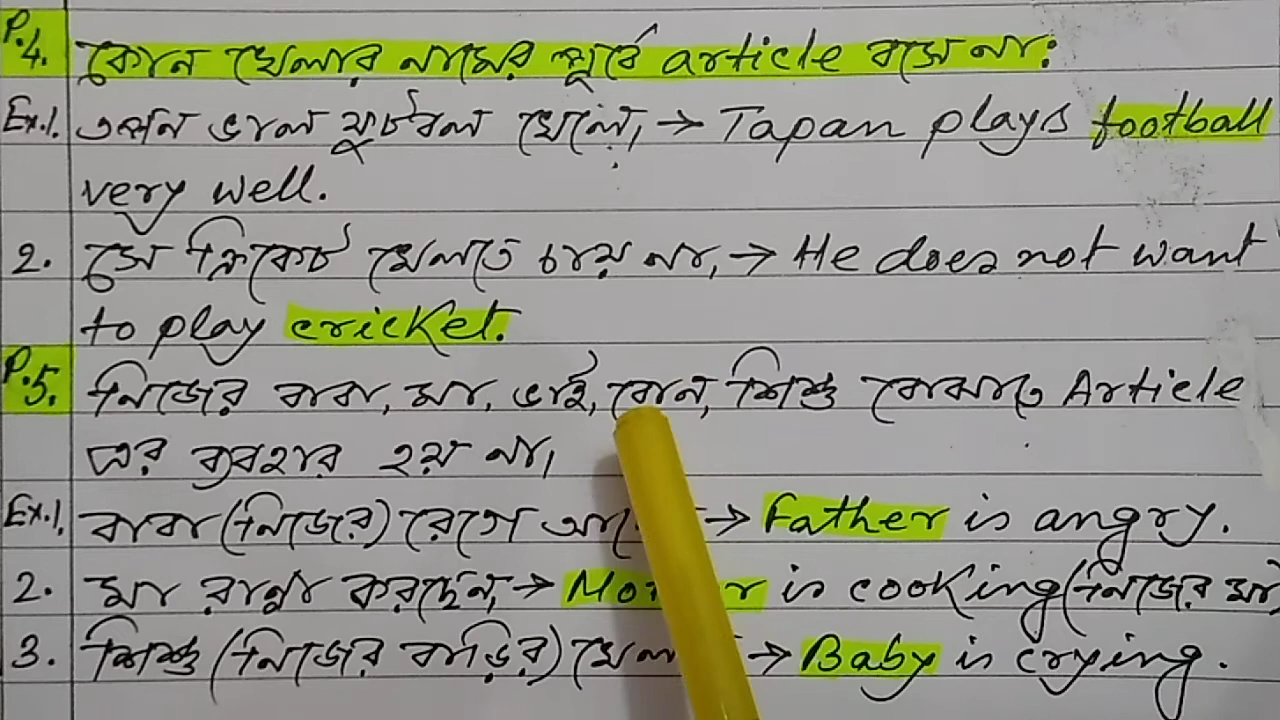 P.4. কোন খেলার নামের পূর্বে article বসে না:
Ex.1. তপন ভাল ফুটবল খেলে, → Tapan plays football
very well.
2. সে ক্রিকেট খেলতে চায় না, → He does not want
to play cricket.
P.5. নিজের বাবা, মা, ভাই, বোন, শিশু বোঝাতে Article
এর ব্যবহার হয় না,
Ex.1. বাবা (নিজের) রেগে → Father is angry.
2. মা রান্না করছেন, → is cooking (নিজের মা)
3. শিশু (নিজের বাড়ির) → Baby is crying.